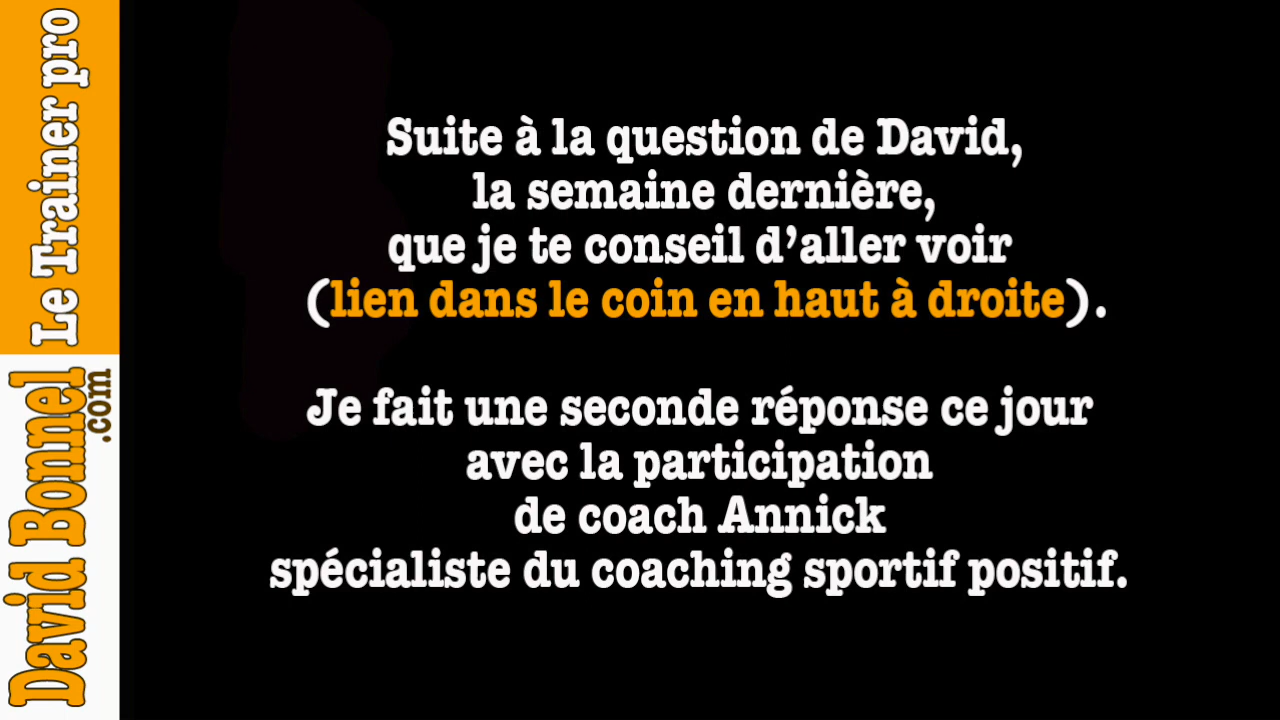 Suite à la question de David,
la semaine dernière,
que je te conseil d’aller voir
(lien dans le coin en haut à droite).
Je fait une seconde réponse ce jour
avec la participation
de coach Annick
spécialiste du coaching sportif positif.
David Bonnel
.com
Le Trainer pro